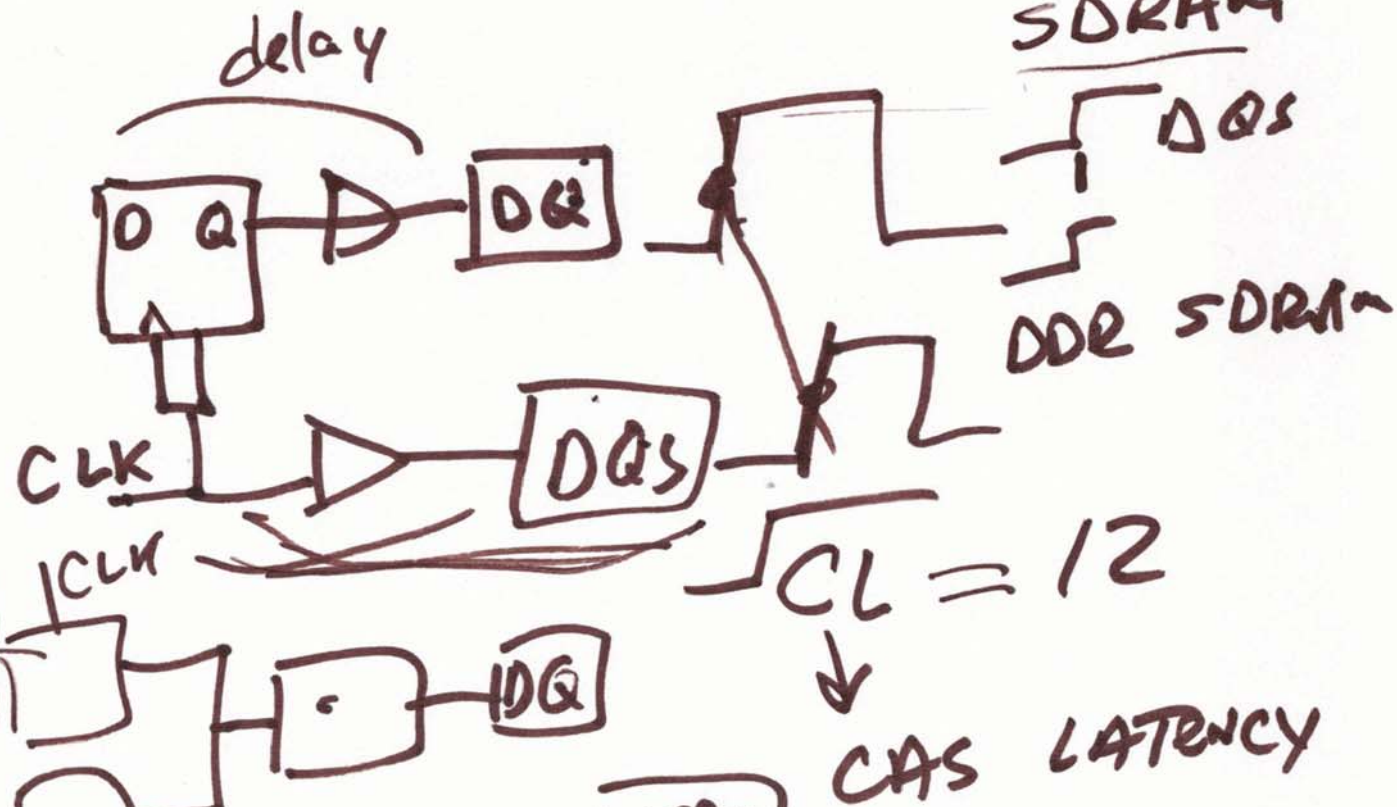 SDRAM
delay
DQS
D Q
DQ
DDR SDRAM
CLK
DQS
CLK
CL = 12
DQ
CAS LATENCY